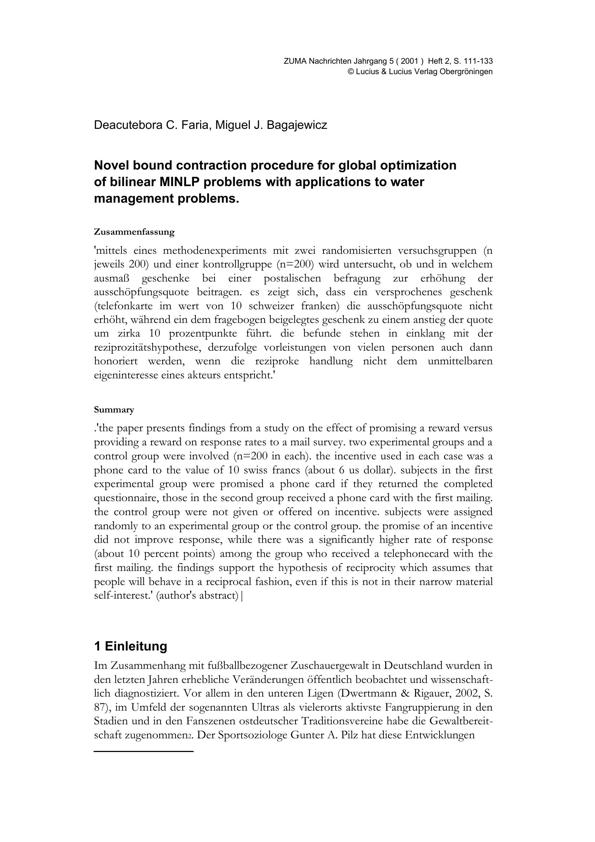 ZUMA Nachrichten Jahrgang 5 ( 2001 ) Heft 2, S. 111-133
© Lucius & Lucius Verlag Obergröningen
Deacutebora C. Faria, Miguel J. Bagajewicz
Novel bound contraction procedure for global optimization
of bilinear MINLP problems with applications to water
management problems.
Zusammenfassung
'mittels eines methodenexperiments mit zwei randomisierten versuchsgruppen (n
jeweils 200) und einer kontrollgruppe (n=200) wird untersucht, ob und in welchem
ausmaß geschenke bei einer postalischen befragung zur erhöhung der
ausschöpfungsquote beitragen. es zeigt sich, dass ein versprochenes geschenk
(telefonkarte im wert von 10 schweizer franken) die ausschöpfungsquote nicht
erhöht, während ein dem fragebogen beigelegtes geschenk zu einem anstieg der quote
um zirka 10 prozentpunkte führt. die befunde stehen in einklang mit der
reziprozitätshypothese, derzufolge vorleistungen von vielen personen auch dann
honoriert werden, wenn die reziproke handlung nicht dem unmittelbaren
eigeninteresse eines akteurs entspricht.'
Summary
.'the paper presents findings from a study on the effect of promising a reward versus
providing a reward on response rates to a mail survey. two experimental groups and a
control group were involved (n=200 in each). the incentive used in each case was a
phone card to the value of 10 swiss francs (about 6 us dollar). subjects in the first
experimental group were promised a phone card if they returned the completed
questionnaire, those in the second group received a phone card with the first mailing.
the control group were not given or offered on incentive. subjects were assigned
randomly to an experimental group or the control group. the promise of an incentive
did not improve response, while there was a significantly higher rate of response
(about 10 percent points) among the group who received a telephonecard with the
first mailing. the findings support the hypothesis of reciprocity which assumes that
people will behave in a reciprocal fashion, even if this is not in their narrow material
self-interest.' (author's abstract)|
1 Einleitung
Im Zusammenhang mit fußballbezogener Zuschauergewalt in Deutschland wurden in
den letzten Jahren erhebliche Veränderungen öffentlich beobachtet und wissenschaft-
lich diagnostiziert. Vor allem in den unteren Ligen (Dwertmann & Rigauer, 2002, S.
87), im Umfeld der sogenannten Ultras als vielerorts aktivste Fangruppierung in den
Stadien und in den Fanszenen ostdeutscher Traditionsvereine habe die Gewaltbereit-
schaft zugenommen2. Der Sportsoziologe Gunter A. Pilz hat diese Entwicklungen